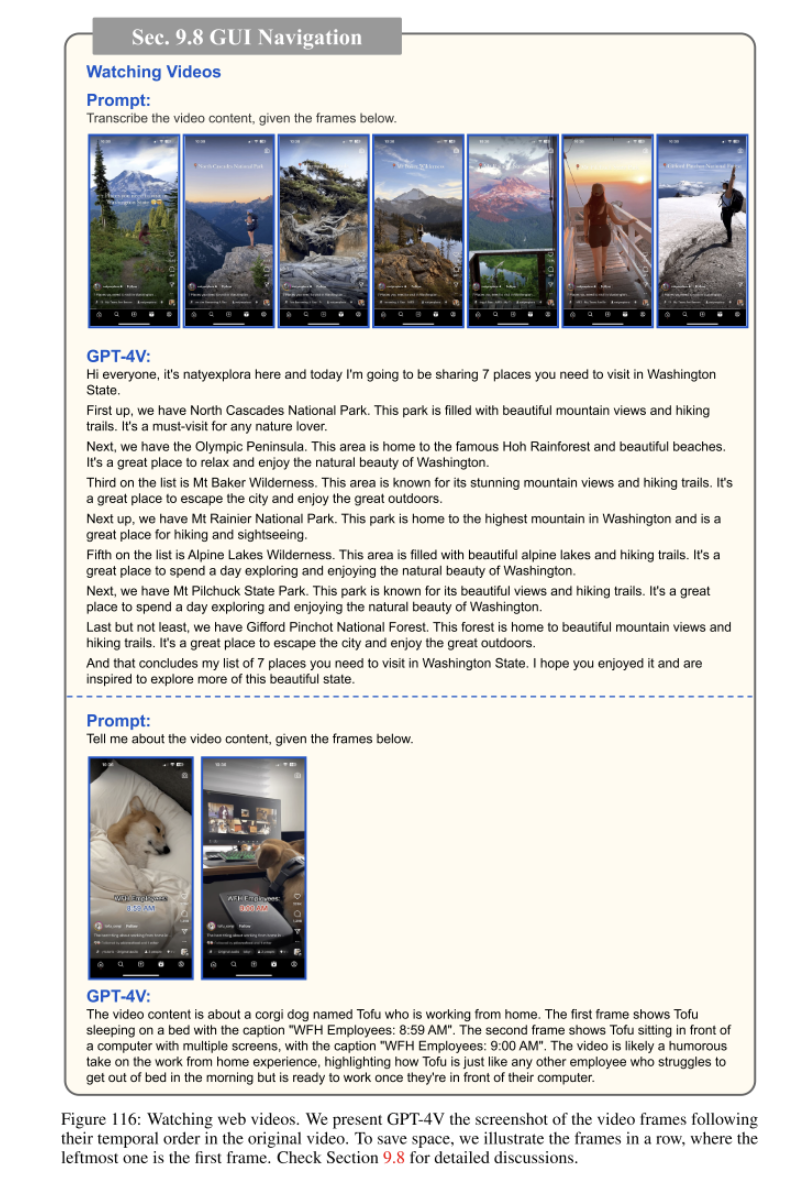 Sec. 9.8 GUI Navigation
Watching Videos
Prompt:
Transcribe the video content, given the frames below.
North Cascades National Park
Gifford Pinchot National
GPT-4V:
Hi everyone, it's natyexplora here and today I'm going to be sharing 7 places you need to visit in Washington
State.
First up, we have North Cascades National Park. This park is filled with beautiful mountain views and hiking
trails. It's a must-visit for any nature lover.
Next, we have the Olympic Peninsula. This area is home to the famous Hoh Rainforest and beautiful beaches.
It's a great place to relax and enjoy the natural beauty of Washington.
Third on the list is Mt Baker Wilderness. This area is known for its stunning mountain views and hiking trails. It's
a great place to escape the city and enjoy the great outdoors.
Next up, we have Mt Rainier National Park. This park is home to the highest mountain in Washington and is a
great place for hiking and sightseeing.
Fifth on the list is Alpine Lakes Wilderness. This area is filled with beautiful alpine lakes and hiking trails. It's a
great place to spend a day exploring and enjoying the natural beauty of Washington.
Next, we have Mt Pilchuck State Park. This park is known for its beautiful views and hiking trails. It's a great
place to spend a day exploring and enjoying the natural beauty of Washington.
Last but not least, we have Gifford Pinchot National Forest. This forest is home to beautiful mountain views and
hiking trails. It's a great place to escape the city and enjoy the great outdoors.
And that concludes my list of 7 places you need to visit in Washington State. I hope you enjoyed it and are
inspired to explore more of this beautiful state.
Prompt:
Tell me about the video content, given the frames below.
WFH Employees:
8:59 AM
WFH Employees:
9:00 AM
GPT-4V:
The video content is about a corgi dog named Tofu who is working from home. The first frame shows Tofu
sleeping on a bed with the caption "WFH Employees: 8:59 AM". The second frame shows Tofu sitting in front of
a computer with multiple screens, with the caption "WFH Employees: 9:00 AM". The video is likely a humorous
take on the work from home experience, highlighting how Tofu is just like any other employee who struggles to
get out of bed in the morning but is ready to work once they're in front of their computer.
Figure 116: Watching web videos. We present GPT-4V the screenshot of the video frames following
their temporal order in the original video. To save space, we illustrate the frames in a row, where the
leftmost one is the first frame. Check Section 9.8 for detailed discussions.